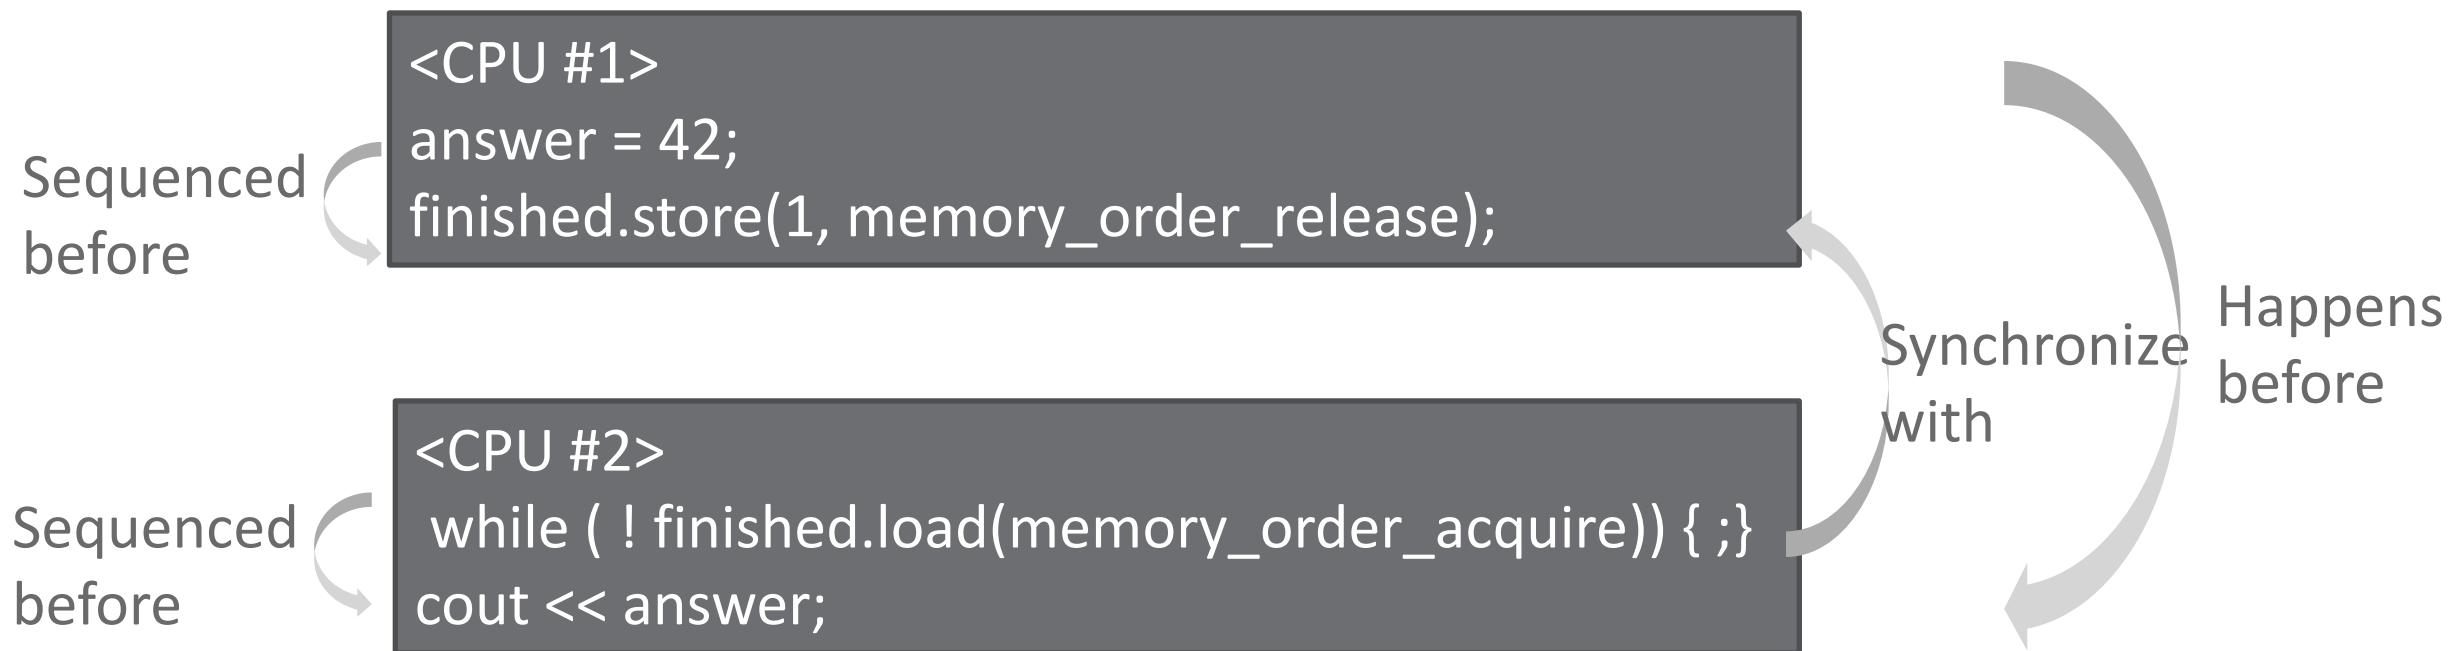 <CPU #1>
answer = 42;
finished.store(1, memory_order_release);
Sequenced
before
<CPU #2>
while ( ! finished.load(memory_order_acquire)) { ;}
cout << answer;
Sequenced
before
Synchronize
with
Happens
before